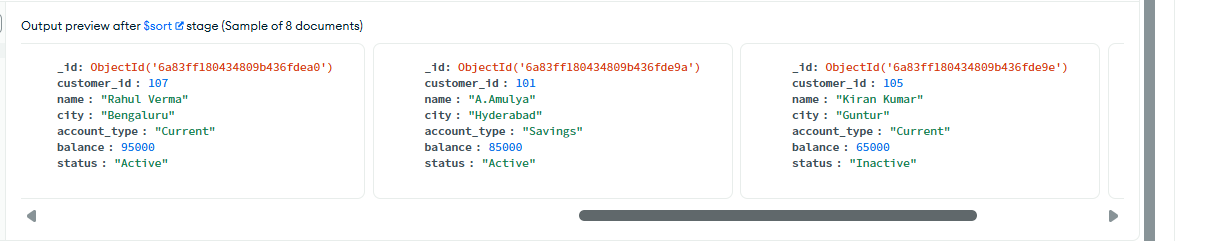 Output preview after $sort stage (Sample of 8 documents)
_id: ObjectId('6a83ff180434809b436fdea0')
customer_id : 107
name : "Rahul Verma"
city : "Bengaluru"
account_type : "Current"
balance : 95000
status : "Active"
_id: ObjectId('6a83ff180434809b436fde9a')
customer_id : 101
name : "A.Amulya"
city : "Hyderabad"
account_type : "Savings"
balance : 85000
status : "Active"
_id: ObjectId('6a83ff180434809b436fde9e')
customer_id : 105
name : "Kiran Kumar"
city : "Guntur"
account_type : "Current"
balance : 65000
status : "Inactive"